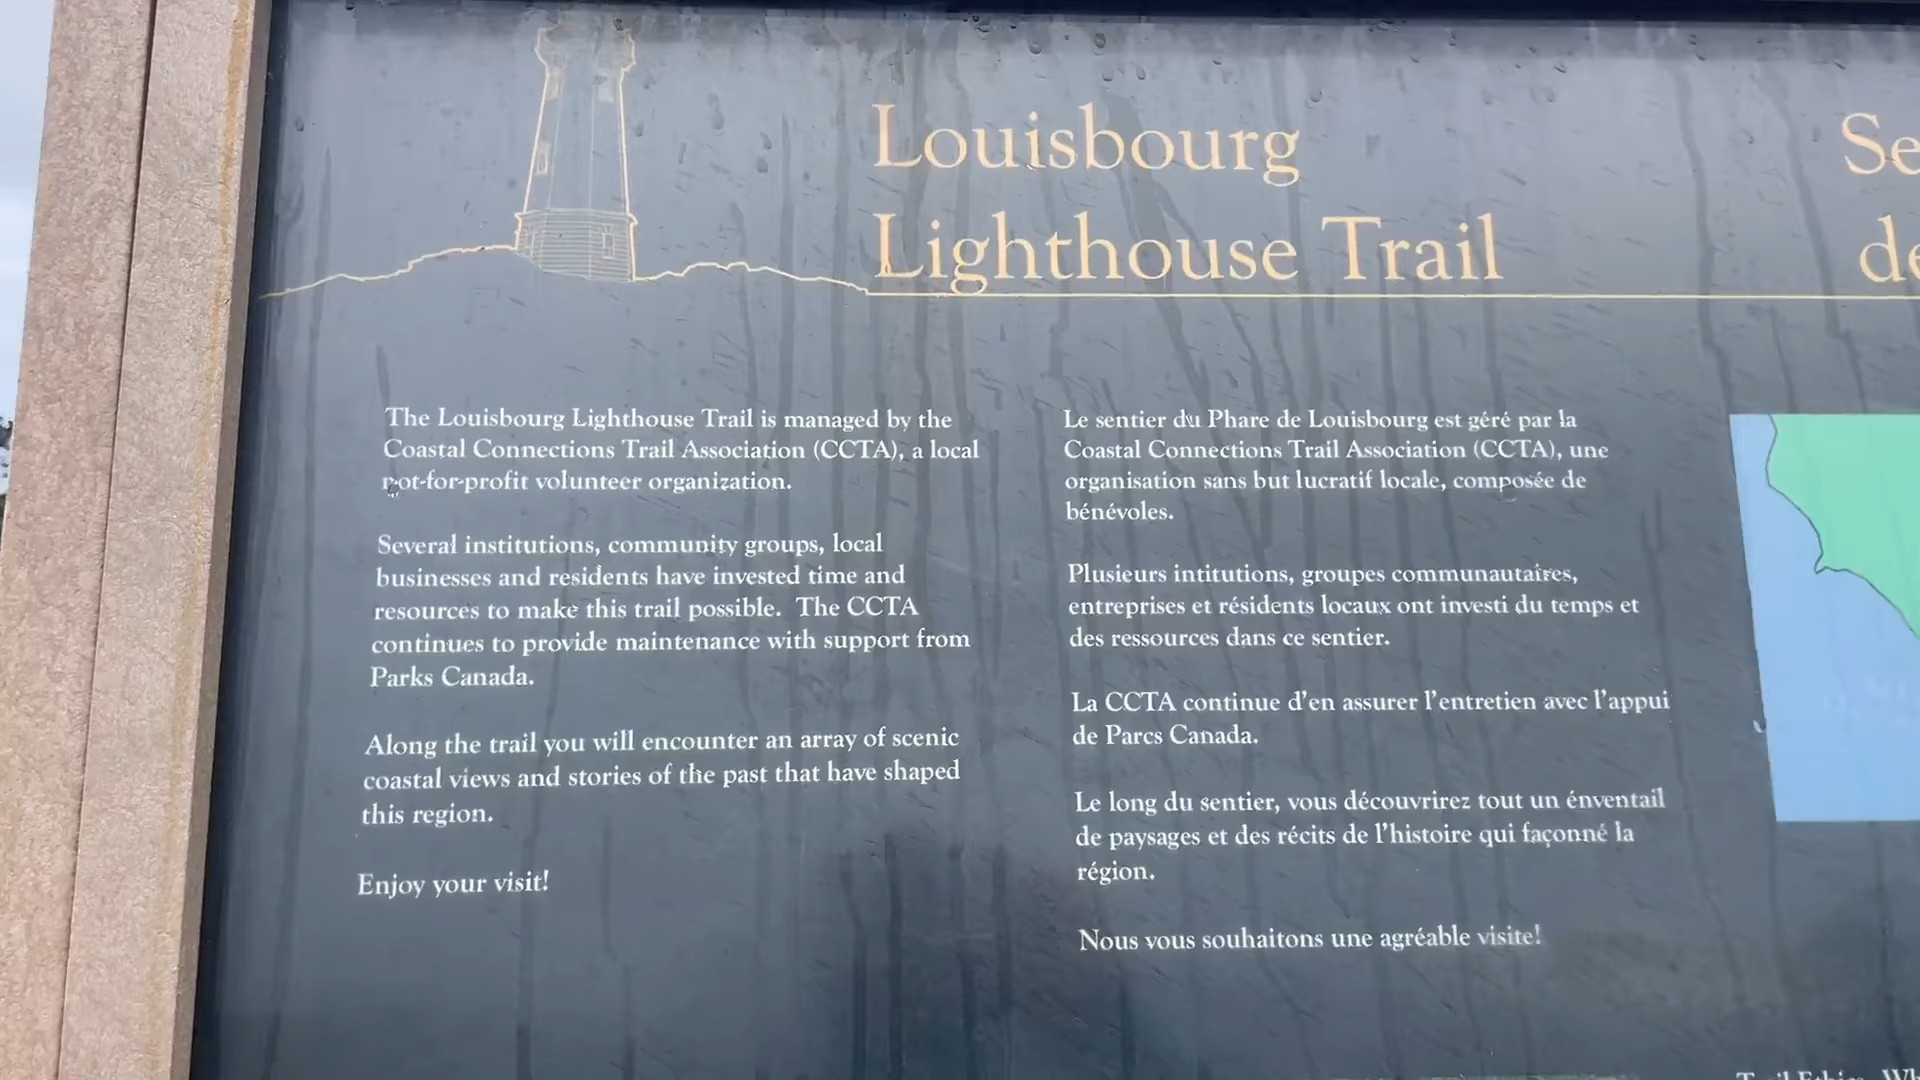 Louisbourg
Lighthouse Trail
Se
de
The Louisbourg Lighthouse Trail is managed by the
Coastal Connections Trail Association (CCTA), a local
not-for-profit volunteer organization.
Several institutions, community groups, local
businesses and residents have invested time and
resources to make this trail possible. The CCTA
continues to provide maintenance with support from
Parks Canada.
Along the trail you will encounter an array of scenic
coastal views and stories of the past that have shaped
this region.
Enjoy your visit!
Le sentier du Phare de Louisbourg est géré par la
Coastal Connections Trail Association (CCTA), une
organisation sans but lucratif locale, composée de
bénévoles.
Plusieurs intitutions, groupes communautaires,
entreprises et résidents locaux ont investi du temps et
des ressources dans ce sentier.
La CCTA continue d'en assurer l'entretien avec l'appui
de Parcs Canada.
Le long du sentier, vous découvrirez tout un énventail
de paysages et des récits de l'histoire qui façonné la
région.
Nous vous souhaitons une agréable visite!